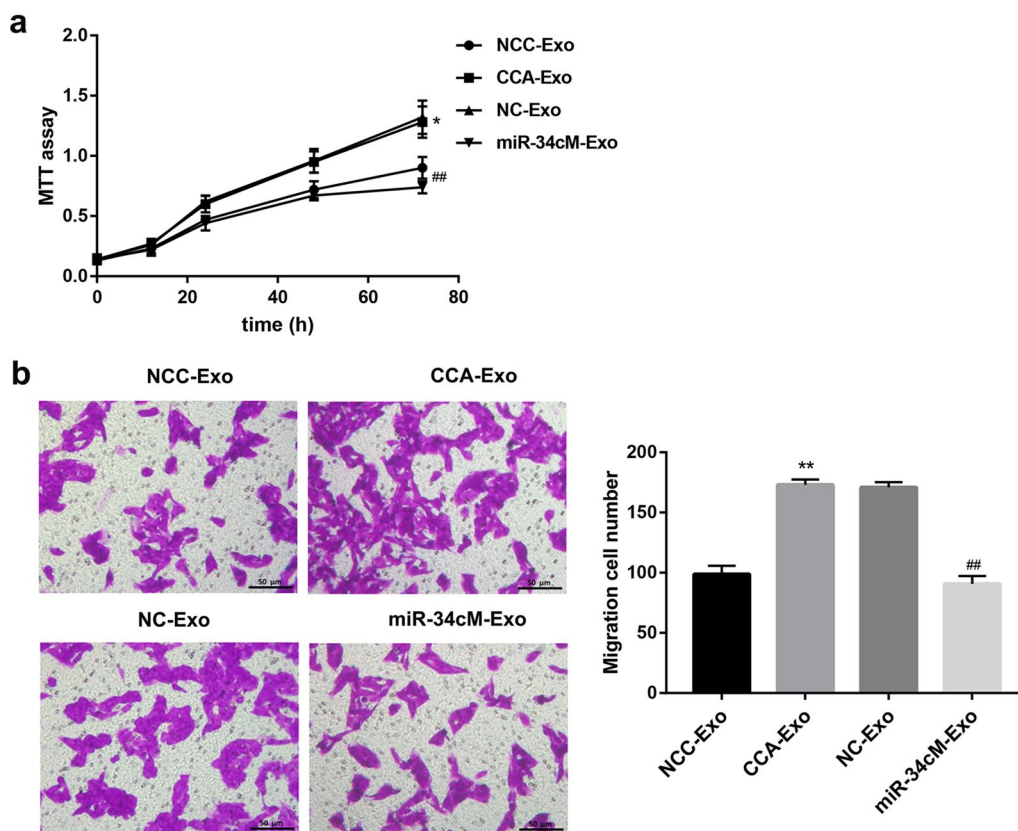 a
2.0
1.5
1.0
0.5
0.0
MTT assay
0 20 40 60 80
time (h)
*
##
NCC-Exo
CCA-Exo
NC-Exo
miR-34cM-Exo
b
NCC-Exo CCA-Exo
50 μm 50 μm
NC-Exo miR-34cM-Exo
50 μm 50 μm
200
150
100
50
0
Migration cell number
**
##
NCC-Exo
CCA-Exo
NC-Exo
miR-34cM-Exo